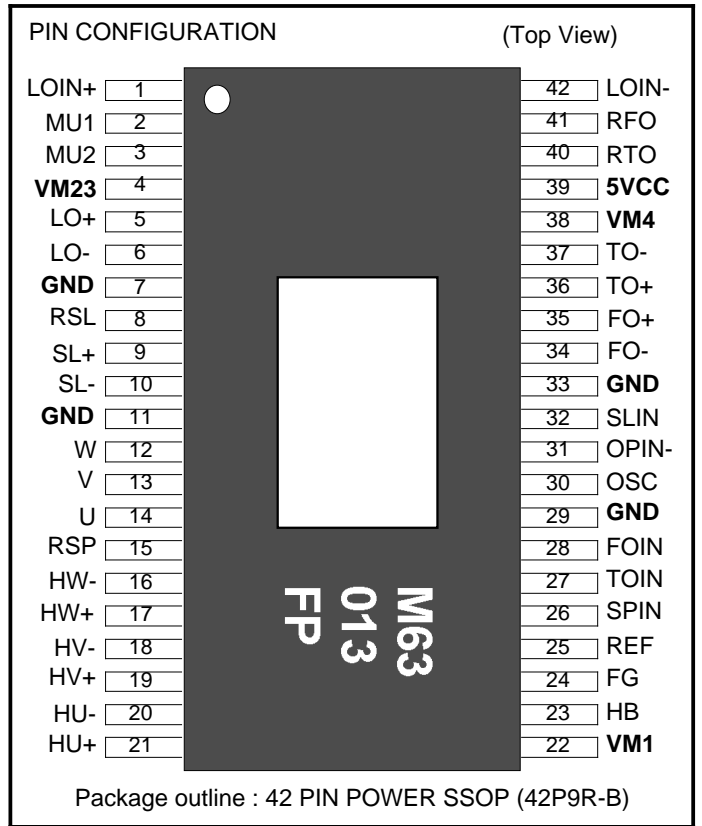 PIN CONFIGURATION (Top View)
LOIN+ 1 42 LOIN-
MU1 2 41 RFO
MU2 3 40 RTO
VM23 4 39 5VCC
LO+ 5 38 VM4
LO- 6 37 TO-
GND 7 36 TO+
RSL 8 35 FO+
SL+ 9 34 FO-
SL- 10 33 GND
GND 11 32 SLIN
W 12 31 OPIN-
V 13 30 OSC
U 14 29 GND
RSP 15 28 FOIN
HW- 16 27 TOIN
HW+ 17 26 SPIN
HV- 18 25 REF
HV+ 19 24 FG
HU- 20 23 HB
HU+ 21 22 VM1
M63
013
FP
Package outline : 42 PIN POWER SSOP (42P9R-B)